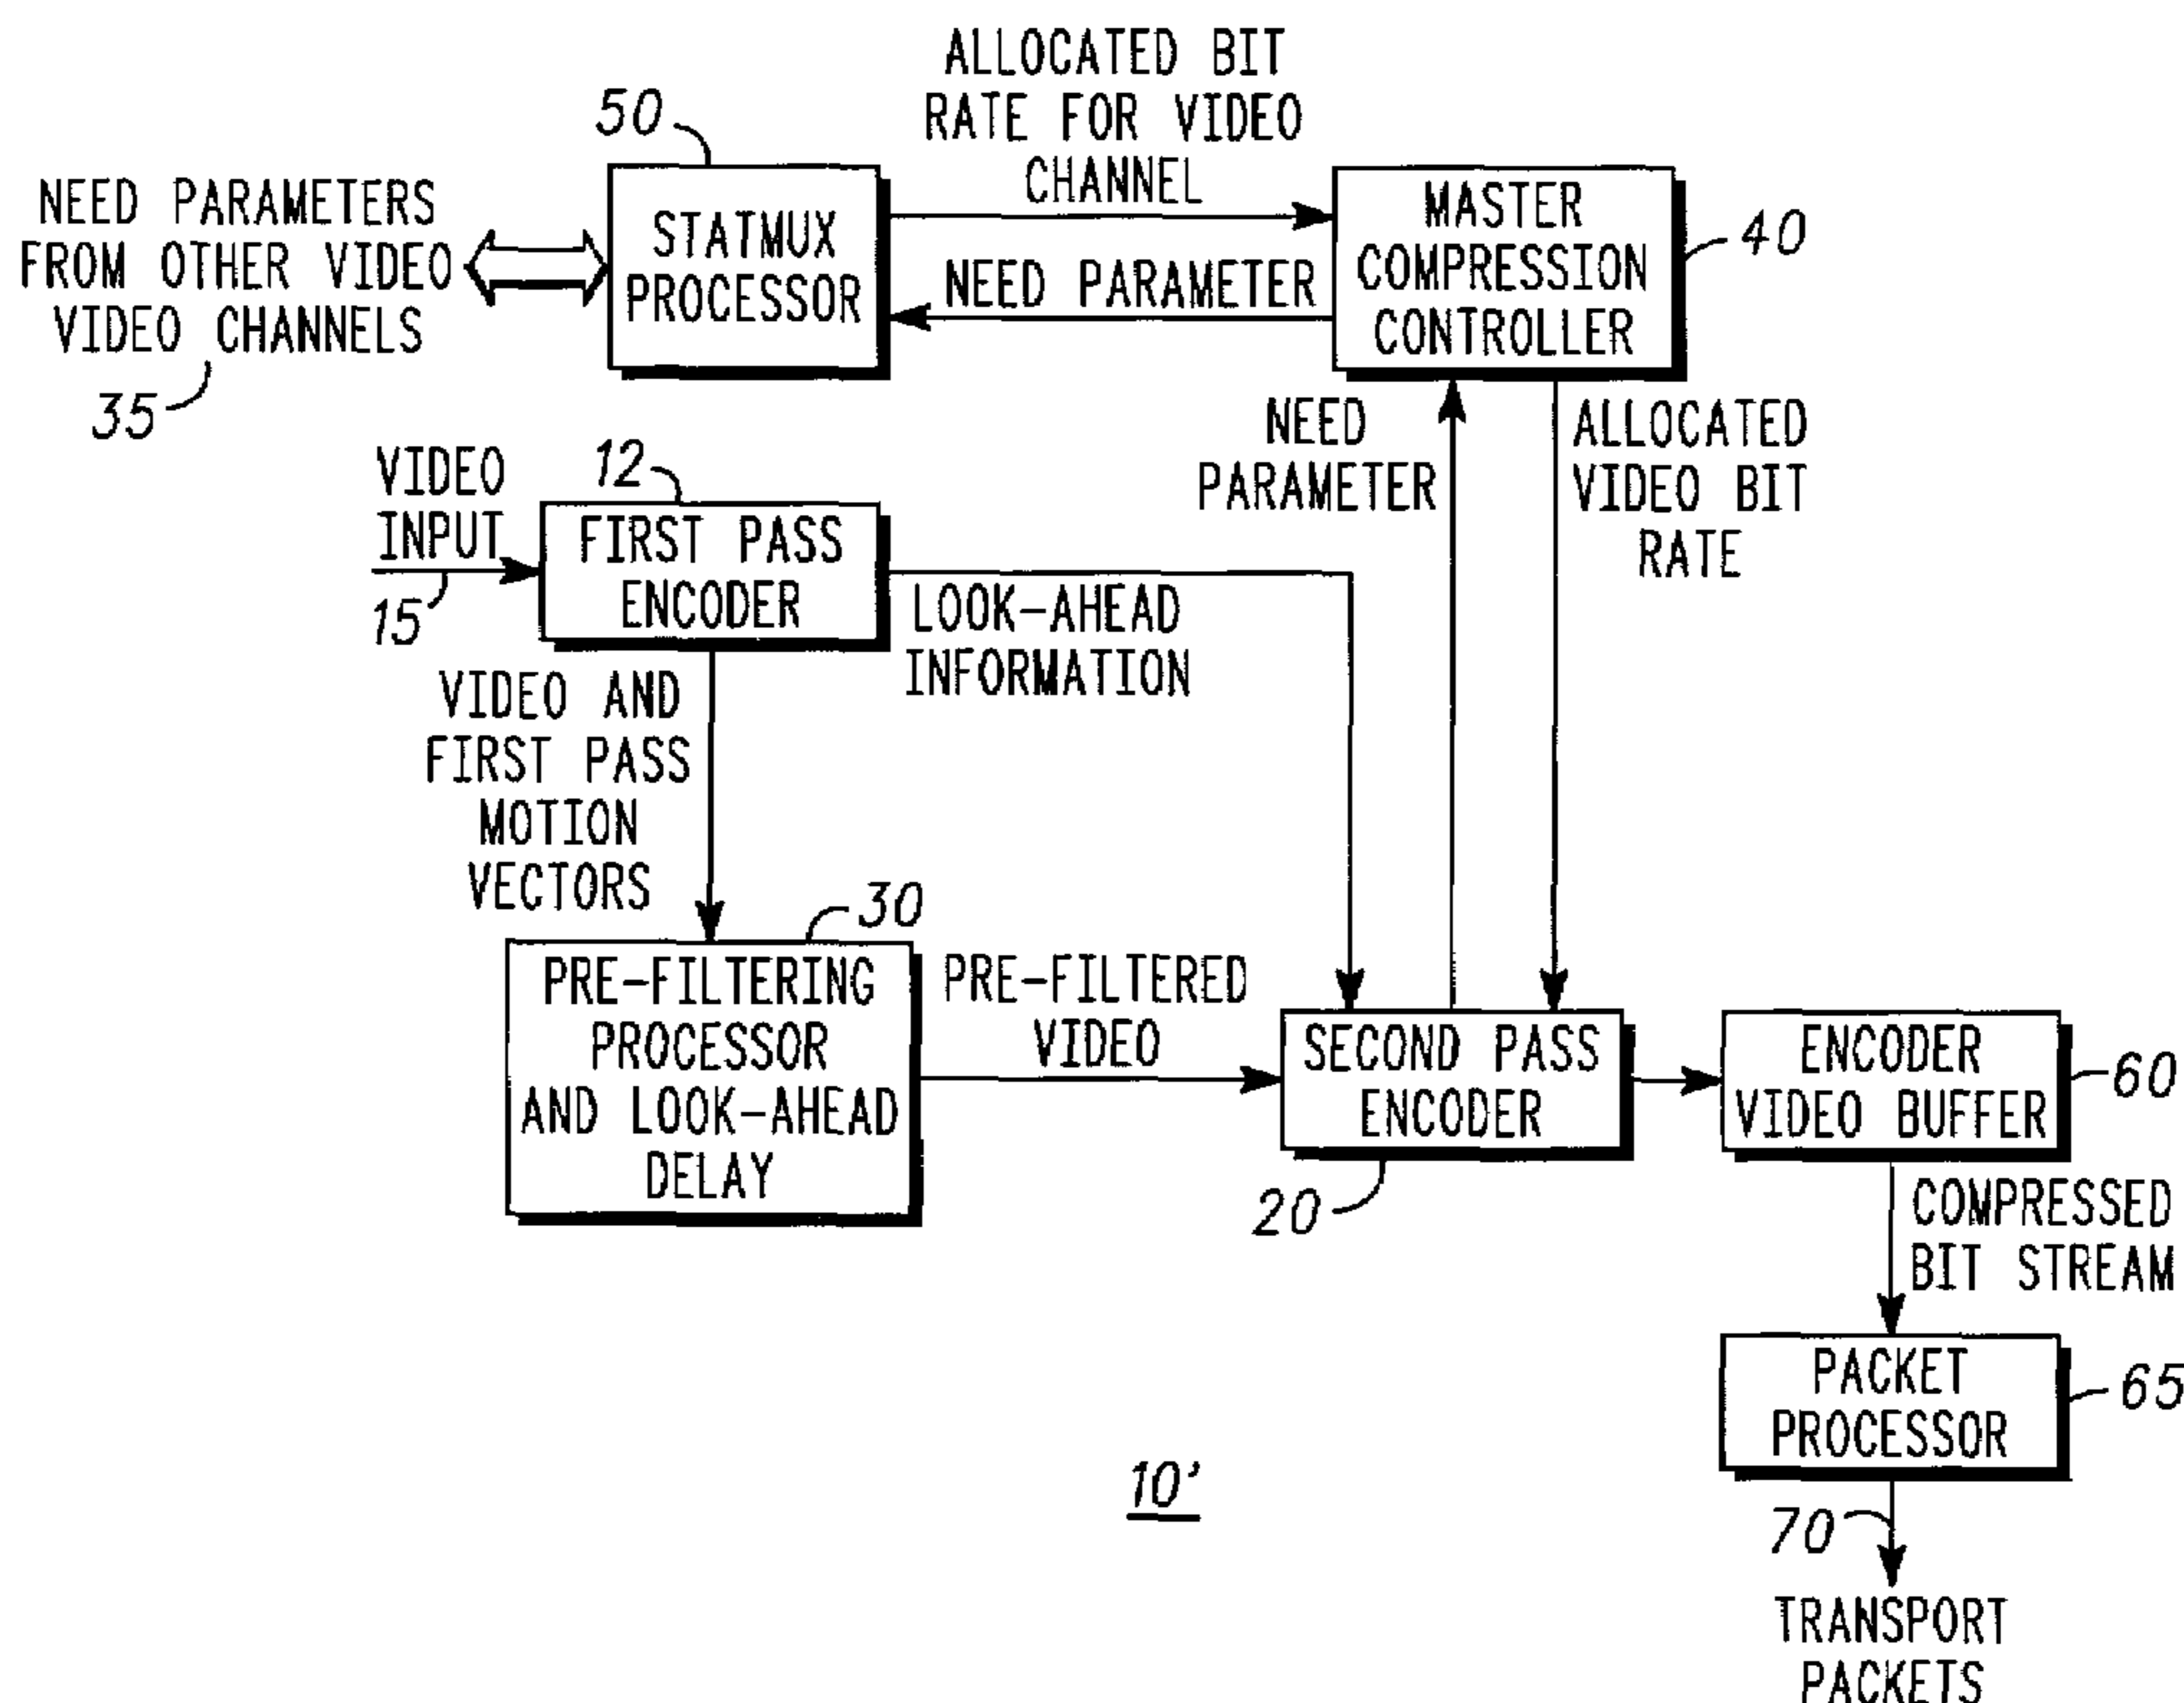 ALLOCATED BIT
RATE FOR VIDEO
CHANNEL
50
NEED PARAMETERS
FROM OTHER VIDEO
VIDEO CHANNELS
35
STATMUX
PROCESSOR
NEED PARAMETER
MASTER
COMPRESSION
CONTROLLER
40
NEED
PARAMETER
ALLOCATED
VIDEO BIT
RATE
VIDEO
INPUT
15
12
FIRST PASS
ENCODER
LOOK-AHEAD
INFORMATION
VIDEO AND
FIRST PASS
MOTION
VECTORS
30
PRE-FILTERING
PROCESSOR
AND LOOK-AHEAD
DELAY
PRE-FILTERED
VIDEO
SECOND PASS
ENCODER
20
ENCODER
VIDEO BUFFER
60
COMPRESSED
BIT STREAM
PACKET
PROCESSOR
65
10'
70
TRANSPORT
PACKETS